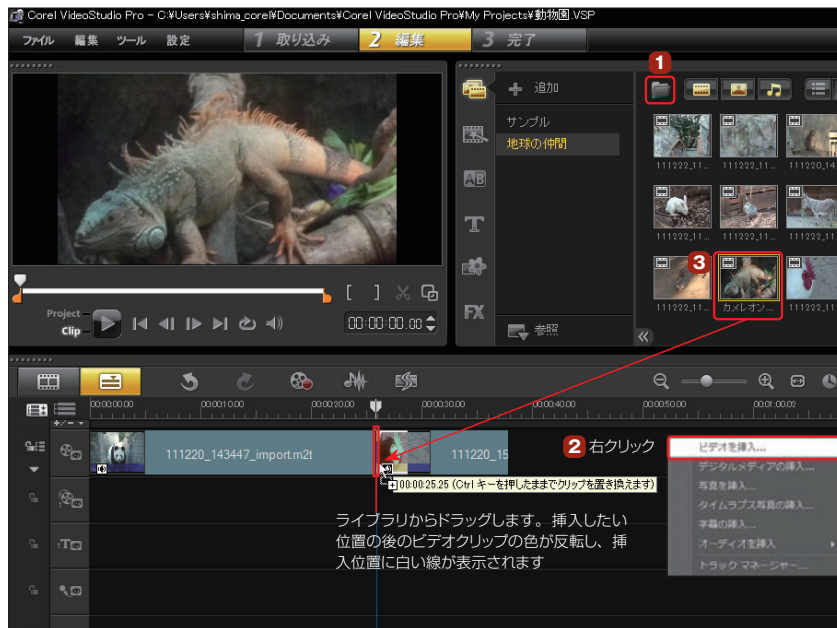 Corel VideoStudio Pro - C:¥Users¥shima_corel¥Documents¥Corel VideoStudio Pro¥My Projects¥動物園.VSP
ファイル 編集 ツール 設定 1 取り込み 2 編集 3 完了
1
追加
サンプル
地球の仲間
111222_11... 111222_11... 111220_14
111222_11... 111222_11... 111222_11
3
111222_11... カメレオン... 111222_11
AB
T
FX
参照
Project
Clip
00:00:00.00
00:00:00.00 00:00:10.00 00:00:20.00 00:00:30.00 00:00:40.00 00:00:50.00 00:01:00.02
111220_143447_import.m2t
111220_15
2 右クリック
00:00:25.25 (Ctrl キーを押したままでクリップを置き換えます)
ライブラリからドラッグします。挿入したい
位置の後のビデオクリップの色が反転し、挿
入位置に白い線が表示されます
ビデオを挿入...
デジタルメディアの挿入...
写真を挿入...
タイムラプス写真の挿入...
字幕の挿入...
オーディオを挿入
トラック マネージャー...
1
1T